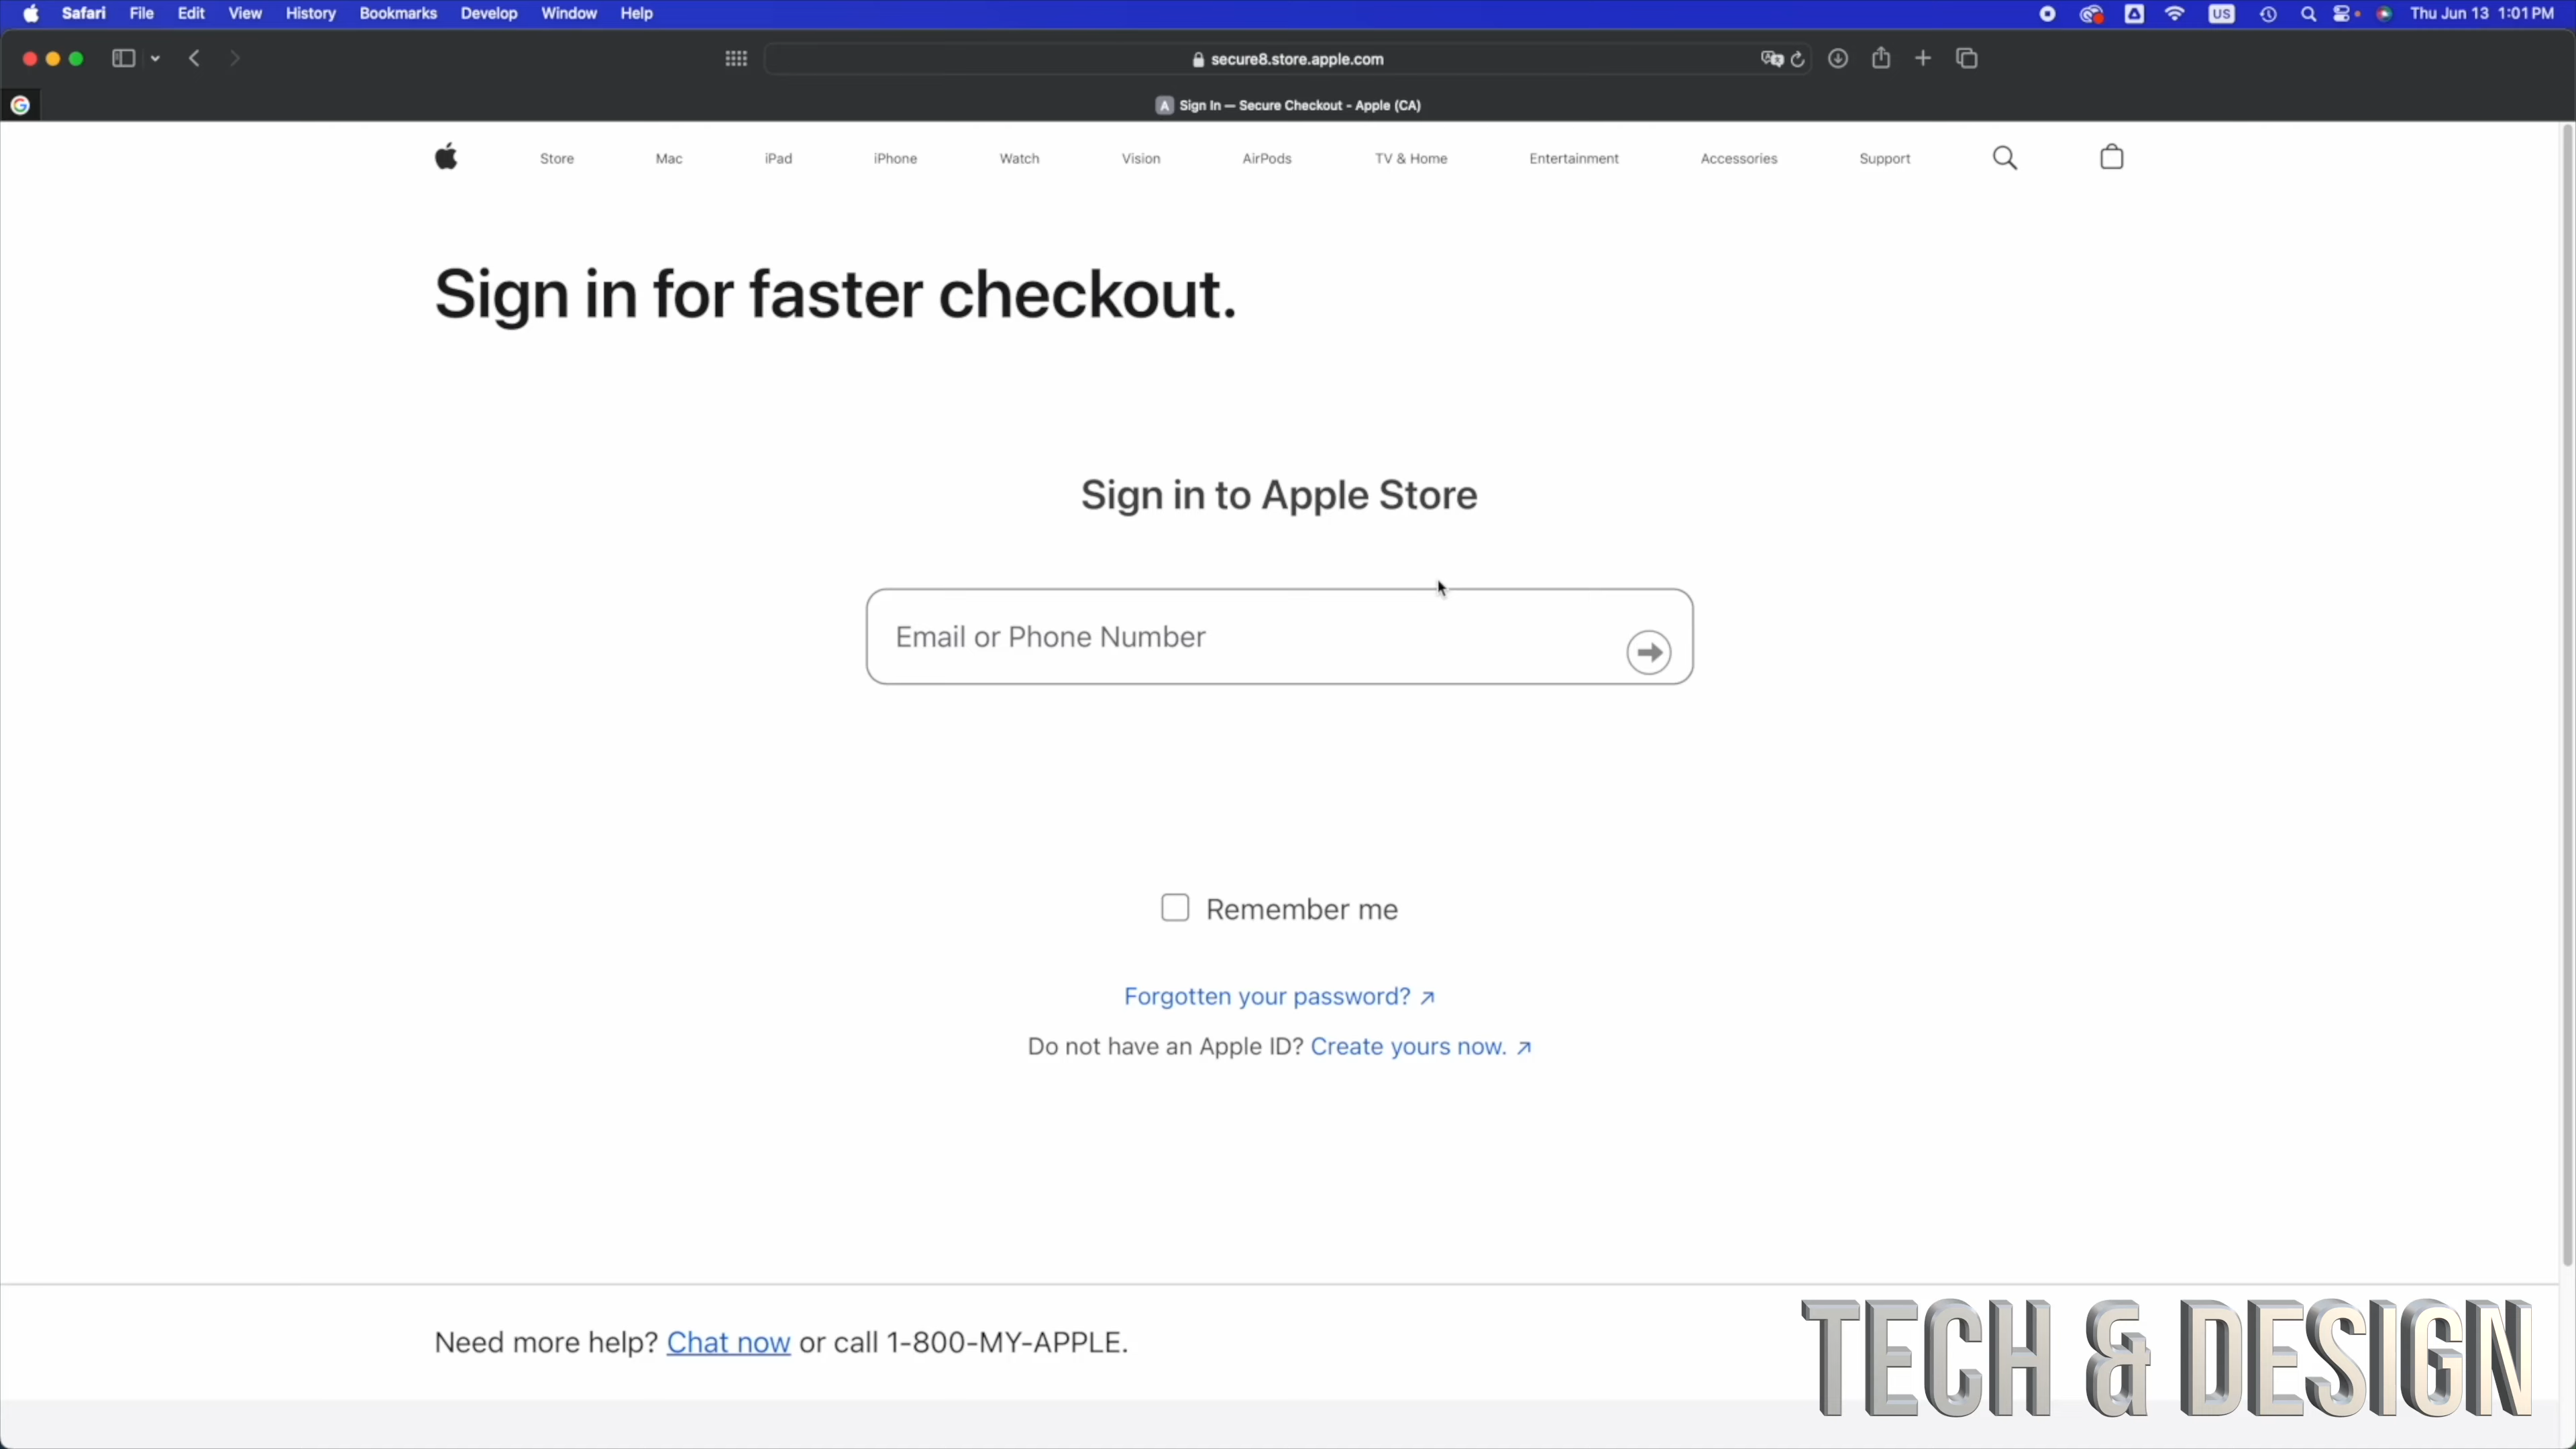 Safari File Edit View History Bookmarks Develop Window Help US Thu Jun 13 1:01 PM
secure8.store.apple.com
A Sign In — Secure Checkout - Apple (CA)
Store Mac iPad iPhone Watch Vision AirPods TV & Home Entertainment Accessories Support
Sign in for faster checkout.
Sign in to Apple Store
Email or Phone Number
Remember me
Forgotten your password? ↗
Do not have an Apple ID? Create yours now. ↗
Need more help? Chat now or call 1-800-MY-APPLE.
TECH & DESIGN